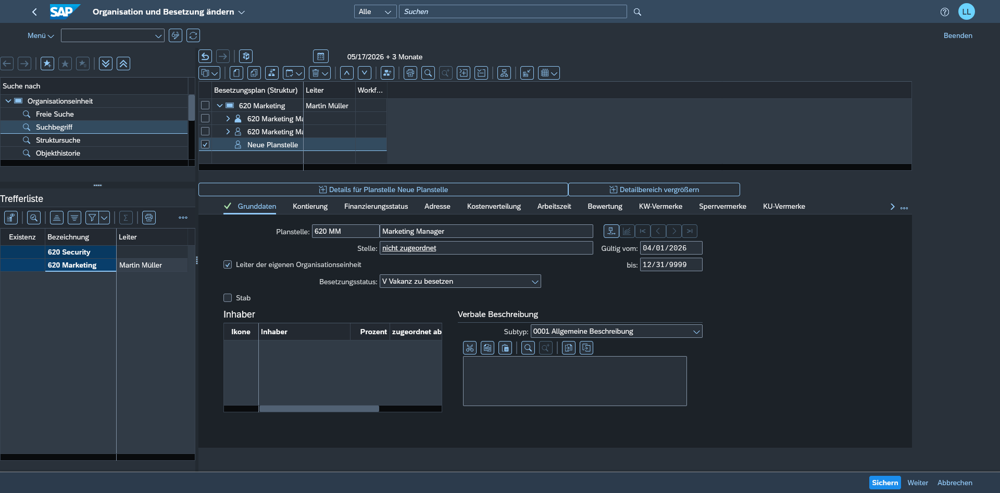 SAP Organisation und Besetzung ändern Alle Suchen LL
Menü Beenden
05/17/2026 + 3 Monate
Suche nach
Organisationseinheit
Freie Suche
Suchbegriff
Struktursuche
Objekthistorie
Besetzungsplan (Struktur) Leiter Workf...
620 Marketing Martin Müller
620 Marketing Ma
620 Marketing Ma
Neue Planstelle
Trefferliste
Existenz Bezeichnung Leiter
620 Security
620 Marketing Martin Müller
Details für Planstelle Neue Planstelle Detailbereich vergrößern
Grunddaten Kontierung Finanzierungsstatus Adresse Kostenverteilung Arbeitszeit Bewertung KW-Vermerke Sperrvermerke KU-Vermerke
Planstelle: 620 MM Marketing Manager
Stelle: nicht zugeordnet Gültig vom: 04/01/2026
Leiter der eigenen Organisationseinheit bis: 12/31/9999
Besetzungsstatus: V Vakanz zu besetzen
Stab
Inhaber
Ikone Inhaber Prozent zugeordnet ab
Verbale Beschreibung
Subtyp: 0001 Allgemeine Beschreibung
Sichern Weiter Abbrechen